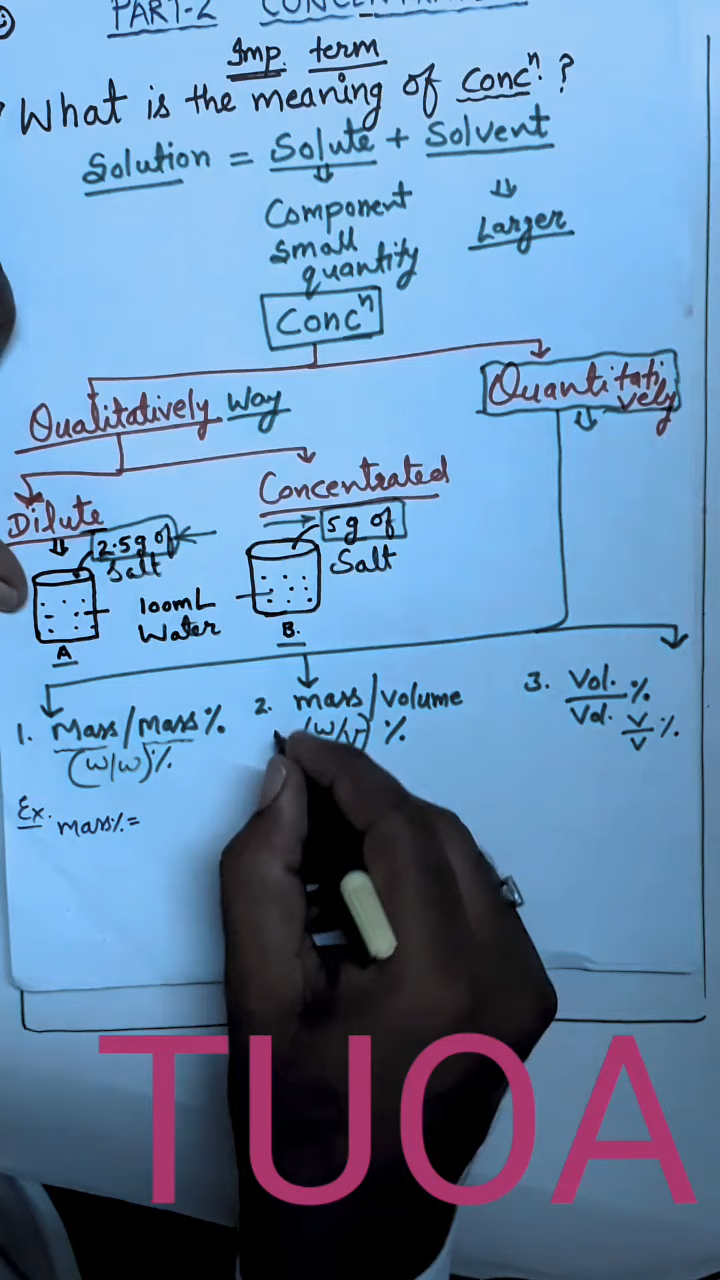 PART-2
Imp. term
What is the meaning of Concⁿ. ?
Solution = Solute + Solvent
Component
small
quantity
Larger
Concⁿ
Qualitatively Way
Quantitati
vely
Dilute
Concentrated
2.5g of
Salt
5g of
Salt
100mL
Water
A
B.
1. Mass/Mass%
(W/W)%
2. mass/volume
(W/V) %
3. Vol./Vol. %
V/V %
Ex. mass% =
TUOA